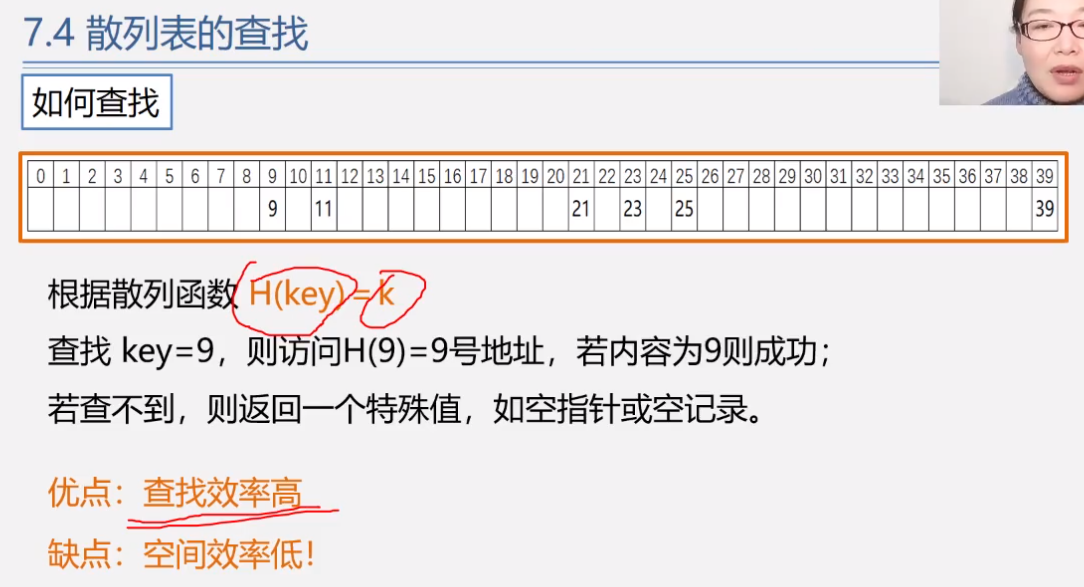 7.4 散列表的查找
如何查找
0 1 2 3 4 5 6 7 8 9 10 11 12 13 14 15 16 17 18 19 20 21 22 23 24 25 26 27 28 29 30 31 32 33 34 35 36 37 38 39
9 11 21 23 25 39
根据散列函数 H(key)=k
查找 key=9，则访问H(9)=9号地址，若内容为9则成功；
若查不到，则返回一个特殊值，如空指针或空记录。
优点：查找效率高
缺点：空间效率低！